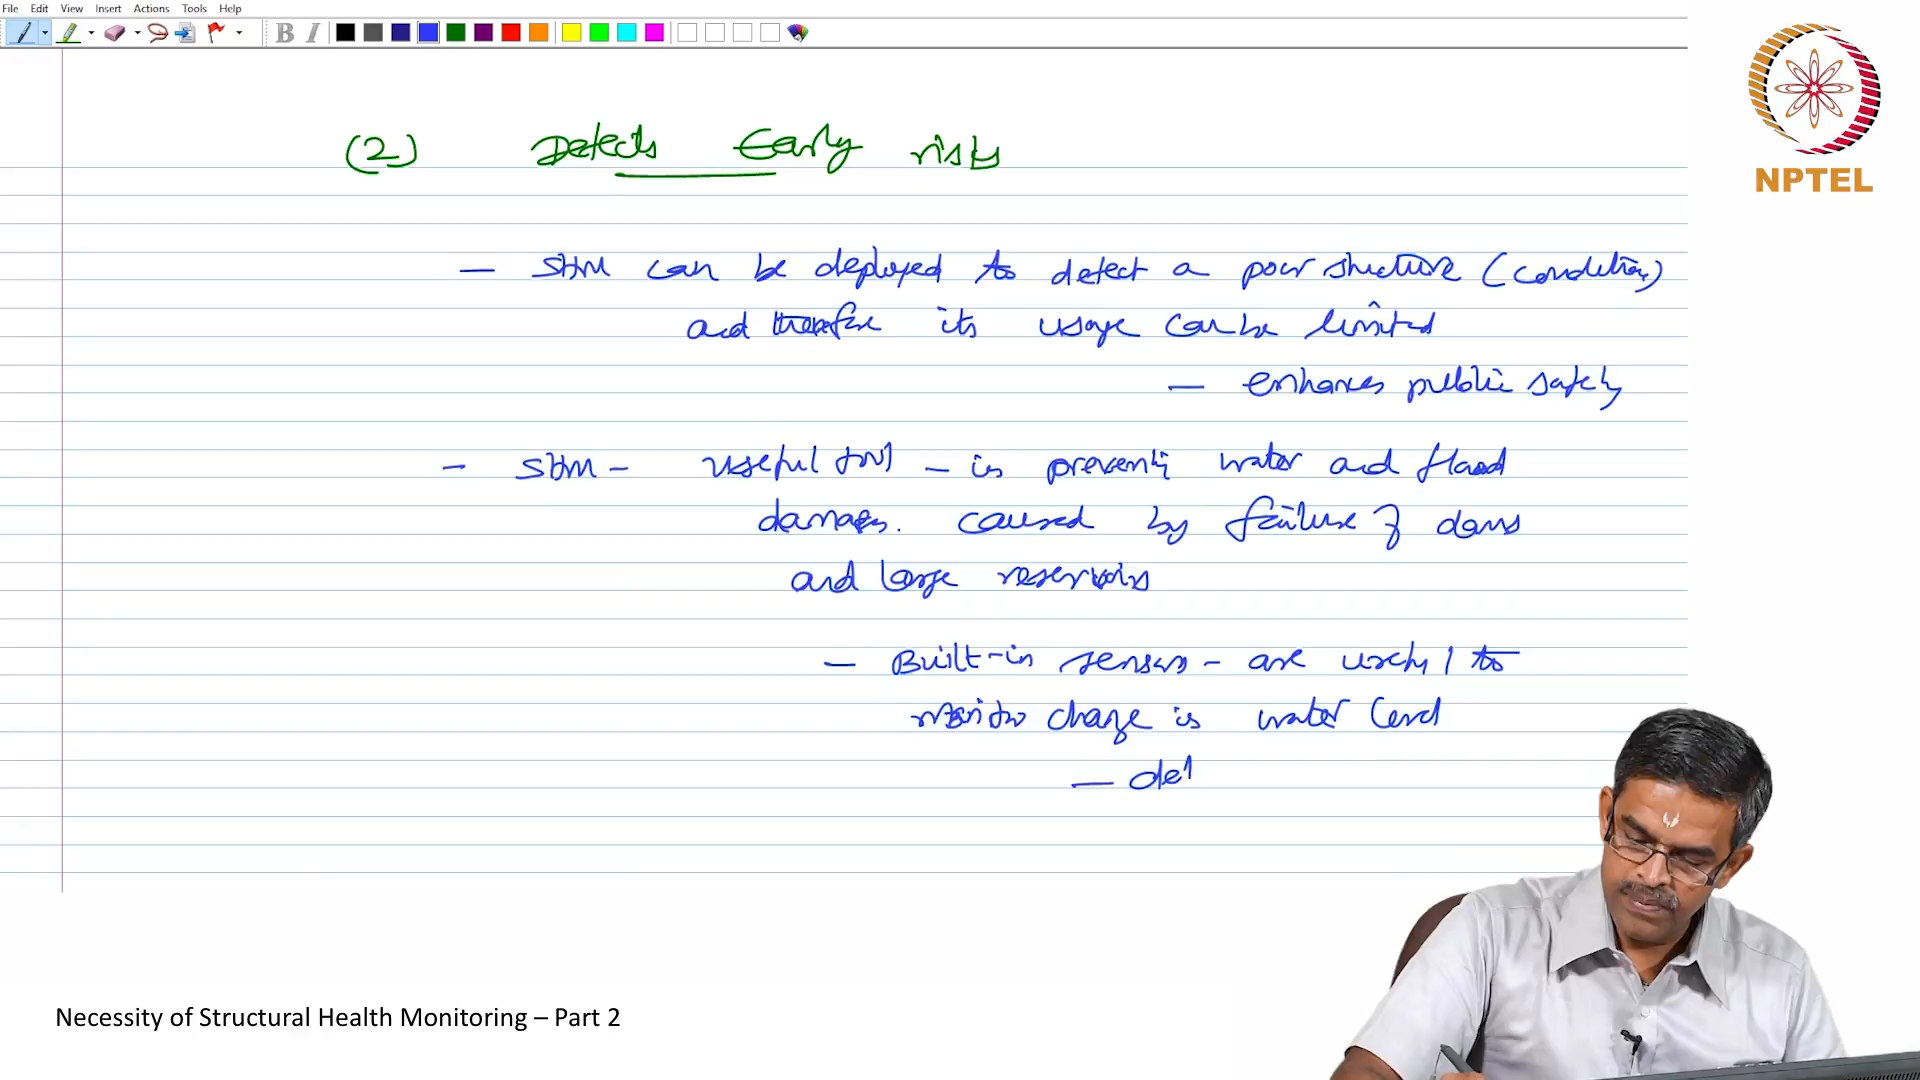 File Edit View Insert Actions Tools Help
B I
(2) Detects Early risks
— SHM can be deployed to detect a poor structure (condition)
and therefore its usage can be limited
— enhances public safety
- SHM - useful tool - in preventing water and flood
damages. caused by failure of dams
and large reservoirs
— Built-in sensors - are useful to
monitor change in water level
— det
NPTEL
Necessity of Structural Health Monitoring – Part 2